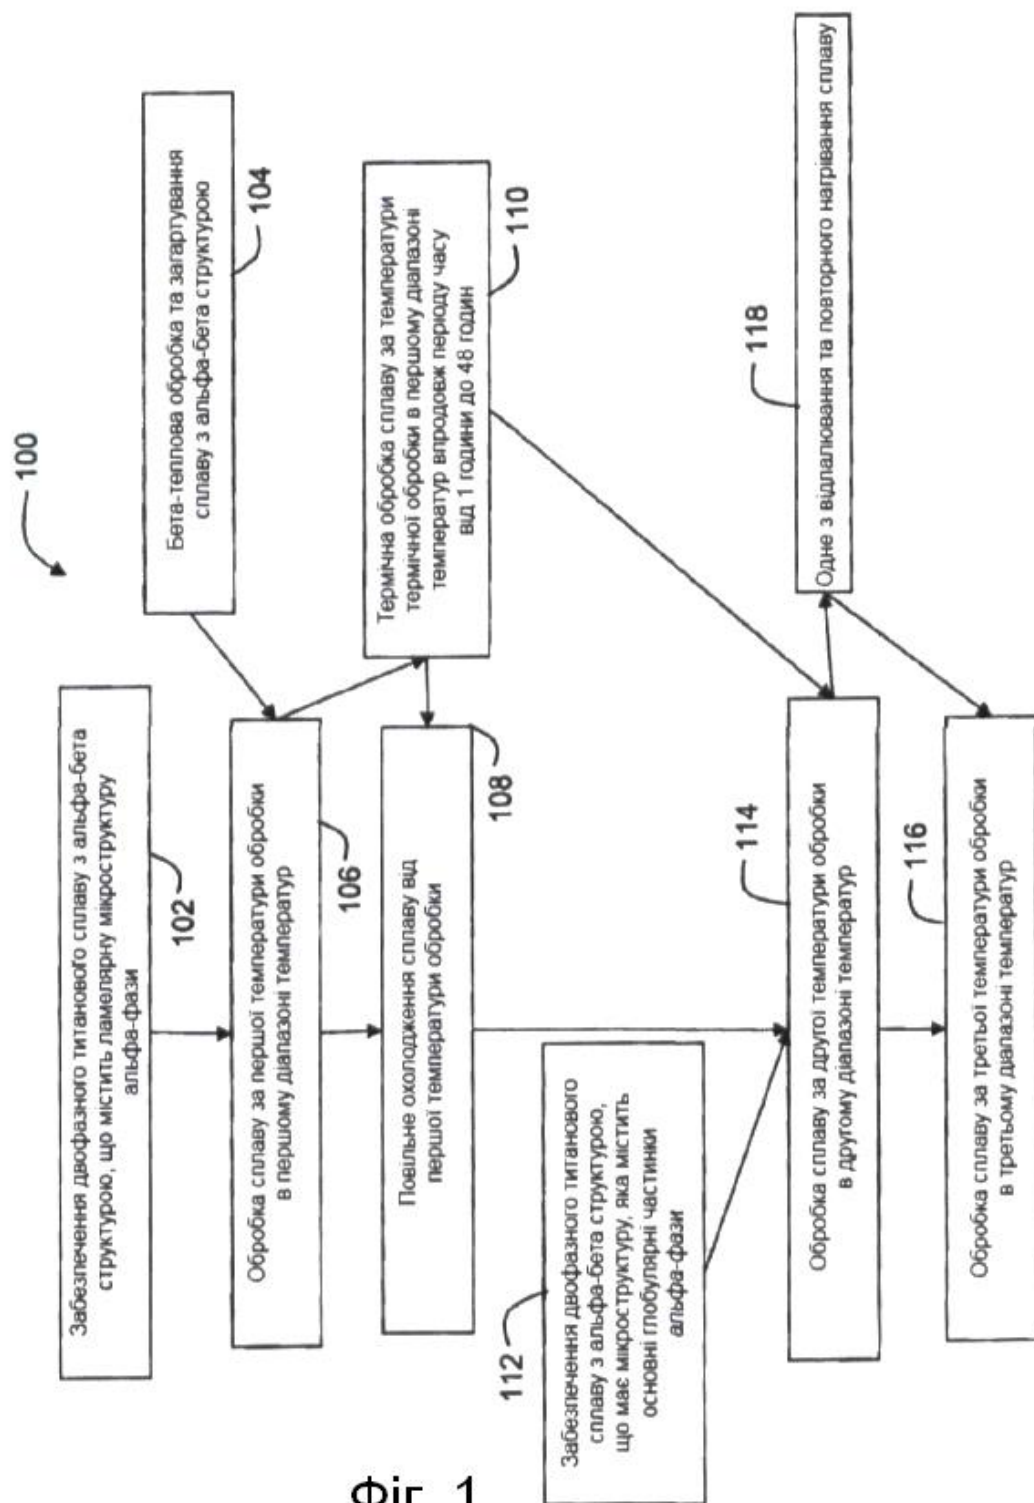 100
Забезпечення двофазного титанового сплаву з альфа-бета
структурою, що містить ламелярну мікроструктуру
альфа-фази
102
Бета-теплова обробка та загартування
сплаву з альфа-бета структурою
104
Обробка сплаву за першої температури обробки
в першому діапазоні температур
106
Термічна обробка сплаву за температури
термічної обробки в першому діапазоні
температур впродовж періоду часу
від 1 години до 48 годин
110
Повільне охолодження сплаву від
першої температури обробки
108
112
Забезпечення двофазного титанового
сплаву з альфа-бета структурою,
що має мікроструктуру, яка містить
основні глобулярні частинки
альфа-фази
114
Обробка сплаву за другої температури обробки
в другому діапазоні температур
118
Одне з відпалювання та повторного нагрівання сплаву
116
Обробка сплаву за третьої температури обробки
в третьому діапазоні температур
Фіг. 1